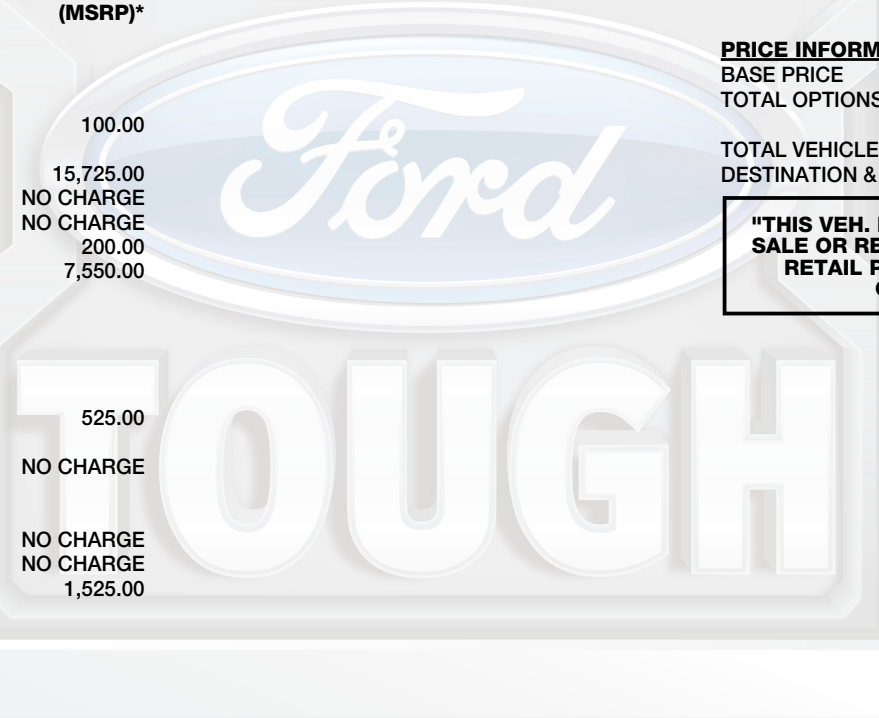 (MSRP)*
100.00
15,725.00
NO CHARGE
NO CHARGE
200.00
7,550.00
525.00
NO CHARGE
NO CHARGE
NO CHARGE
1,525.00
PRICE INFORM
BASE PRICE
TOTAL OPTIONS
TOTAL VEHICLE
DESTINATION &
"THIS VEH.
SALE OR RE
RETAIL P
Ford
TOUGH